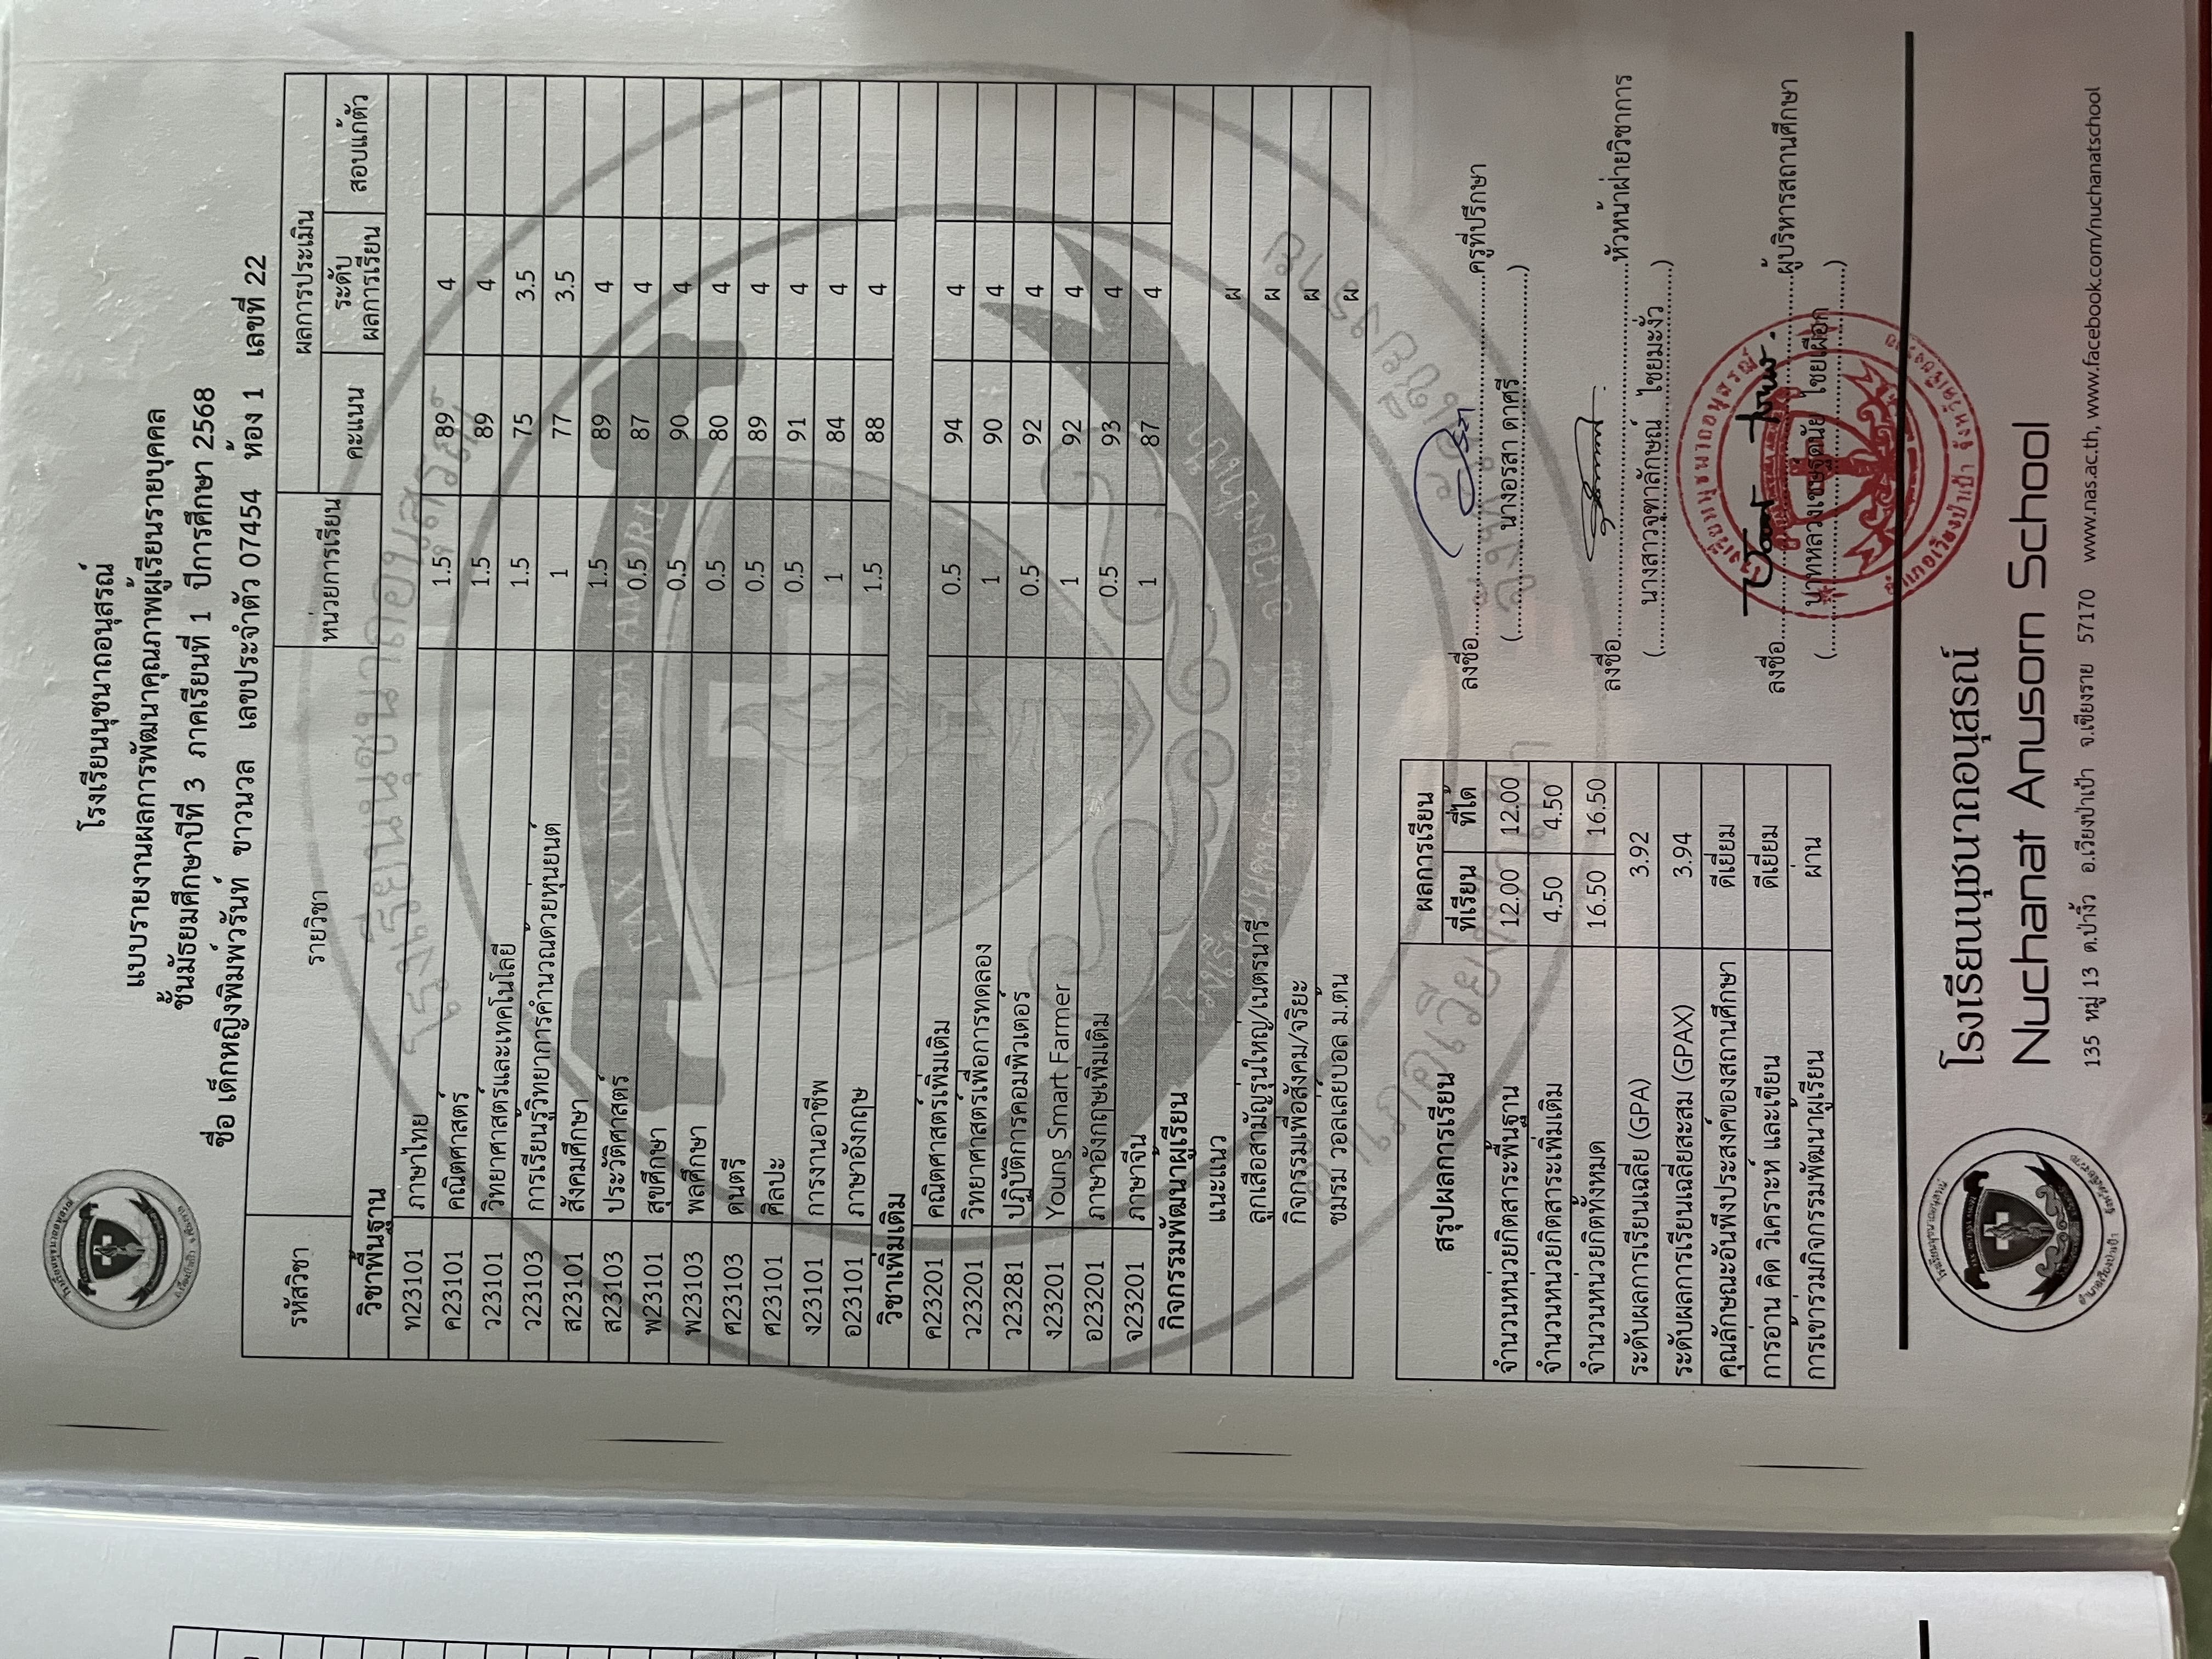 โรงเรียนนุชนาถอนุสรณ์
แบบรายงานผลการพัฒนาคุณภาพผู้เรียนรายบุคคล
ชั้นมัธยมศึกษาปีที่ 3 ภาคเรียนที่ 1 ปีการศึกษา 2568
ชื่อ เด็กหญิงพิมพ์วรันท์ ขาวนวล เลขประจำตัว 07454 ห้อง 1 เลขที่ 22
รหัสวิชา รายวิชา หน่วยการเรียน ผลการประเมิน
คะแนน ระดับผลการเรียน สอบแก้ตัว
วิชาพื้นฐาน
ท23101 ภาษาไทย 1.5 89 4
ค23101 คณิตศาสตร์ 1.5 89 4
ว23101 วิทยาศาสตร์และเทคโนโลยี 1.5 75 3.5
ว23103 การเรียนรู้วิทยาการคำนวณด้วยหุ่นยนต์ 1 77 3.5
ส23101 สังคมศึกษา 1.5 89 4
ส23103 ประวัติศาสตร์ 0.5 87 4
พ23101 สุขศึกษา 0.5 90 4
พ23103 พลศึกษา 0.5 80 4
ศ23103 ดนตรี 0.5 89 4
ศ23101 ศิลปะ 0.5 91 4
ง23101 การงานอาชีพ 1 84 4
อ23101 ภาษาอังกฤษ 1.5 88 4
วิชาเพิ่มเติม
ค23201 คณิตศาสตร์เพิ่มเติม 0.5 94 4
ว23201 วิทยาศาสตร์เพื่อการทดลอง 1 90 4
ว23281 ปฏิบัติการคอมพิวเตอร์ 0.5 92 4
ง23201 Young Smart Farmer 1 92 4
อ23201 ภาษาอังกฤษเพิ่มเติม 0.5 93 4
จ23201 ภาษาจีน 1 87 4
กิจกรรมพัฒนาผู้เรียน
แนะแนว ผ
ลูกเสือสามัญรุ่นใหญ่/เนตรนารี ผ
กิจกรรมเพื่อสังคม/จริยะ ผ
ชมรม วอลเลย์บอล ม.ต้น ผ
สรุปผลการเรียน ผลการเรียน
ที่เรียน ที่ได้
จำนวนหน่วยกิตสาระพื้นฐาน 12.00 12.00
จำนวนหน่วยกิตสาระเพิ่มเติม 4.50 4.50
จำนวนหน่วยกิตทั้งหมด 16.50 16.50
ระดับผลการเรียนเฉลี่ย (GPA) 3.92
ระดับผลการเรียนเฉลี่ยสะสม (GPAX) 3.94
คุณลักษณะอันพึงประสงค์ของสถานศึกษา ดีเยี่ยม
การอ่าน คิด วิเคราะห์ และเขียน ดีเยี่ยม
การเข้าร่วมกิจกรรมพัฒนาผู้เรียน ผ่าน
ลงชื่อ........................................ครูที่ปรึกษา
(............นางอรสา ดาศรี............)
ลงชื่อ........................................หัวหน้าฝ่ายวิชาการ
(......นางสาวจุฑาลักษณ์ ไชยมะงั่ว......)
ลงชื่อ........................................ผู้บริหารสถานศึกษา
โรงเรียนนุชนาถอนุสรณ์
อำเภอเวียงป่าเป้า จังหวัดเชียงราย
PAX INCENSA AMORE
โรงเรียนนุชนาถอนุสรณ์
Nuchanat Anusorn School
135 หมู่ 13 ต.ป่างิ้ว อ.เวียงป่าเป้า จ.เชียงราย 57170 www.nas.ac.th, www.facebook.com/nuchanatschool